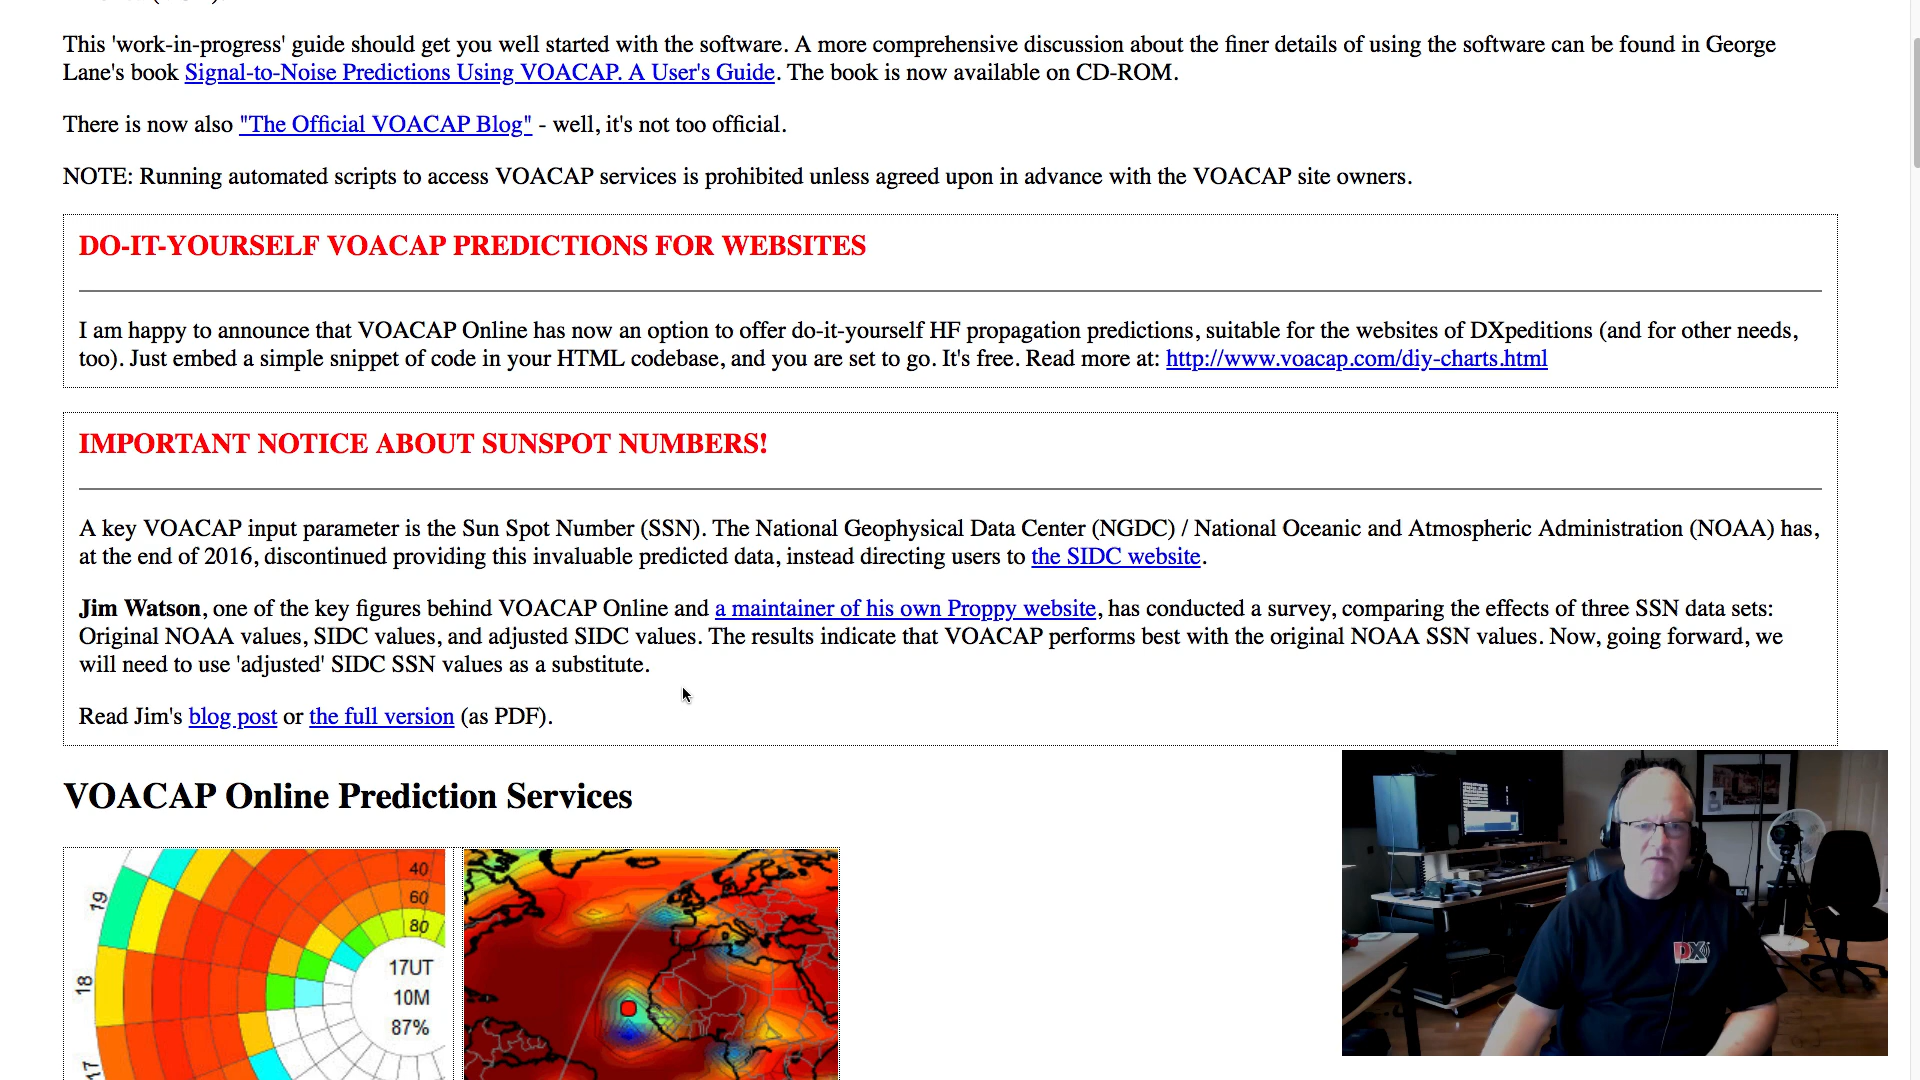 This 'work-in-progress' guide should get you well started with the software. A more comprehensive discussion about the finer details of using the software can be found in George
Lane's book Signal-to-Noise Predictions Using VOACAP. A User's Guide. The book is now available on CD-ROM.
There is now also "The Official VOACAP Blog" - well, it's not too official.
NOTE: Running automated scripts to access VOACAP services is prohibited unless agreed upon in advance with the VOACAP site owners.
DO-IT-YOURSELF VOACAP PREDICTIONS FOR WEBSITES
I am happy to announce that VOACAP Online has now an option to offer do-it-yourself HF propagation predictions, suitable for the websites of DXpeditions (and for other needs,
too). Just embed a simple snippet of code in your HTML codebase, and you are set to go. It's free. Read more at: http://www.voacap.com/diy-charts.html
IMPORTANT NOTICE ABOUT SUNSPOT NUMBERS!
A key VOACAP input parameter is the Sun Spot Number (SSN). The National Geophysical Data Center (NGDC) / National Oceanic and Atmospheric Administration (NOAA) has,
at the end of 2016, discontinued providing this invaluable predicted data, instead directing users to the SIDC website.
Jim Watson, one of the key figures behind VOACAP Online and a maintainer of his own Proppy website, has conducted a survey, comparing the effects of three SSN data sets:
Original NOAA values, SIDC values, and adjusted SIDC values. The results indicate that VOACAP performs best with the original NOAA SSN values. Now, going forward, we
will need to use 'adjusted' SIDC SSN values as a substitute.
Read Jim's blog post or the full version (as PDF).
VOACAP Online Prediction Services
40
60
80
19
18
17
17UT
10M
87%
DX